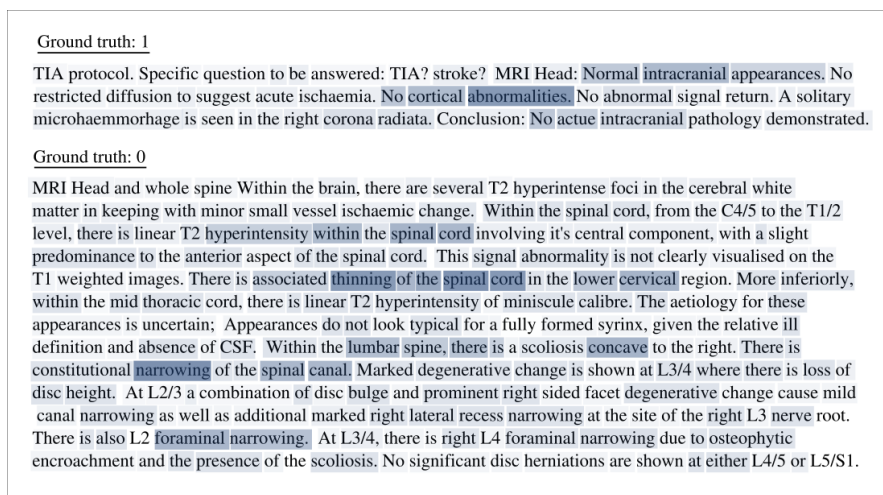 Ground truth: 1
TIA protocol. Specific question to be answered: TIA? stroke?  MRI Head: Normal intracranial appearances. No
restricted diffusion to suggest acute ischaemia. No cortical abnormalities. No abnormal signal return. A solitary
microhaemmorhage is seen in the right corona radiata. Conclusion: No actue intracranial pathology demonstrated.
Ground truth: 0
MRI Head and whole spine Within the brain, there are several T2 hyperintense foci in the cerebral white
matter in keeping with minor small vessel ischaemic change.  Within the spinal cord, from the C4/5 to the T1/2
level, there is linear T2 hyperintensity within the spinal cord involving it's central component, with a slight
predominance to the anterior aspect of the spinal cord.  This signal abnormality is not clearly visualised on the
T1 weighted images. There is associated thinning of the spinal cord in the lower cervical region. More inferiorly,
within the mid thoracic cord, there is linear T2 hyperintensity of miniscule calibre. The aetiology for these
appearances is uncertain;  Appearances do not look typical for a fully formed syrinx, given the relative ill
definition and absence of CSF.  Within the lumbar spine, there is a scoliosis concave to the right. There is
constitutional narrowing of the spinal canal. Marked degenerative change is shown at L3/4 where there is loss of
disc height.  At L2/3 a combination of disc bulge and prominent right sided facet degenerative change cause mild
canal narrowing as well as additional marked right lateral recess narrowing at the site of the right L3 nerve root.
There is also L2 foraminal narrowing.  At L3/4, there is right L4 foraminal narrowing due to osteophytic
encroachment and the presence of the scoliosis. No significant disc herniations are shown at either L4/5 or L5/S1.